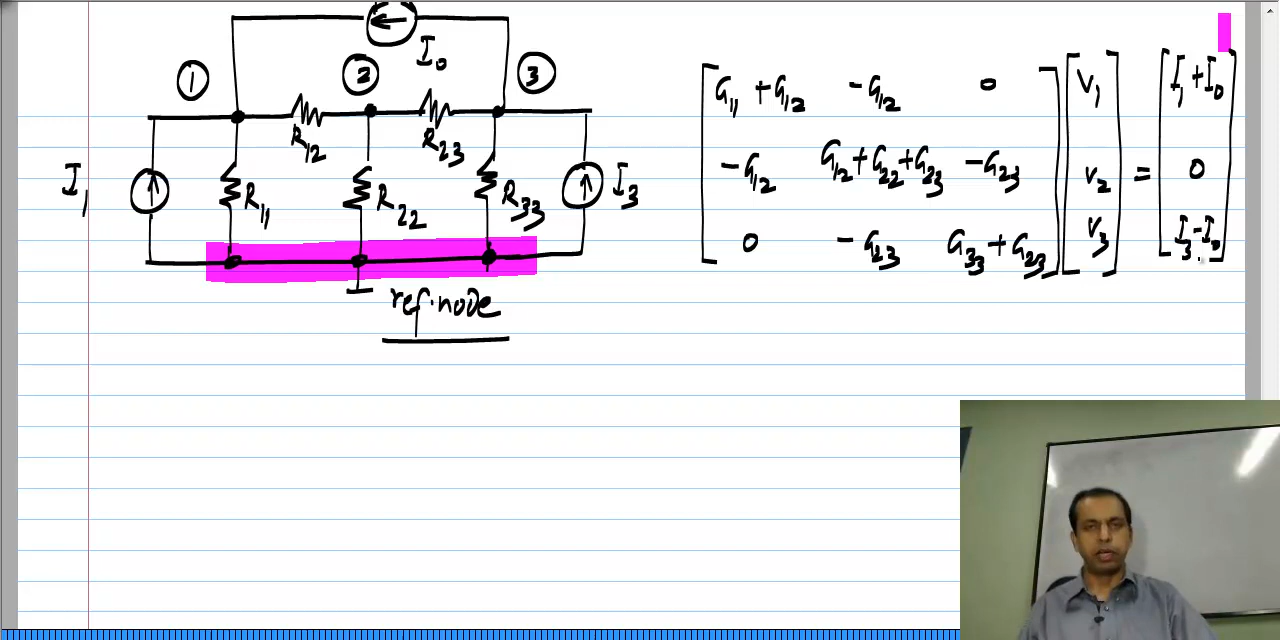 I₀
① ② ③
R₁₂ R₂₃
I₁ R₁₁ R₂₂ R₃₃ I₃
ref.node
G₁₁ + G₁₂ -G₁₂ 0 V₁ I₁ + I₀
-G₁₂ G₁₂ + G₂₂ + G₂₃ -G₂₃ V₂ = 0
0 -G₂₃ G₃₃ + G₂₃ V₃ I₃ - I₀